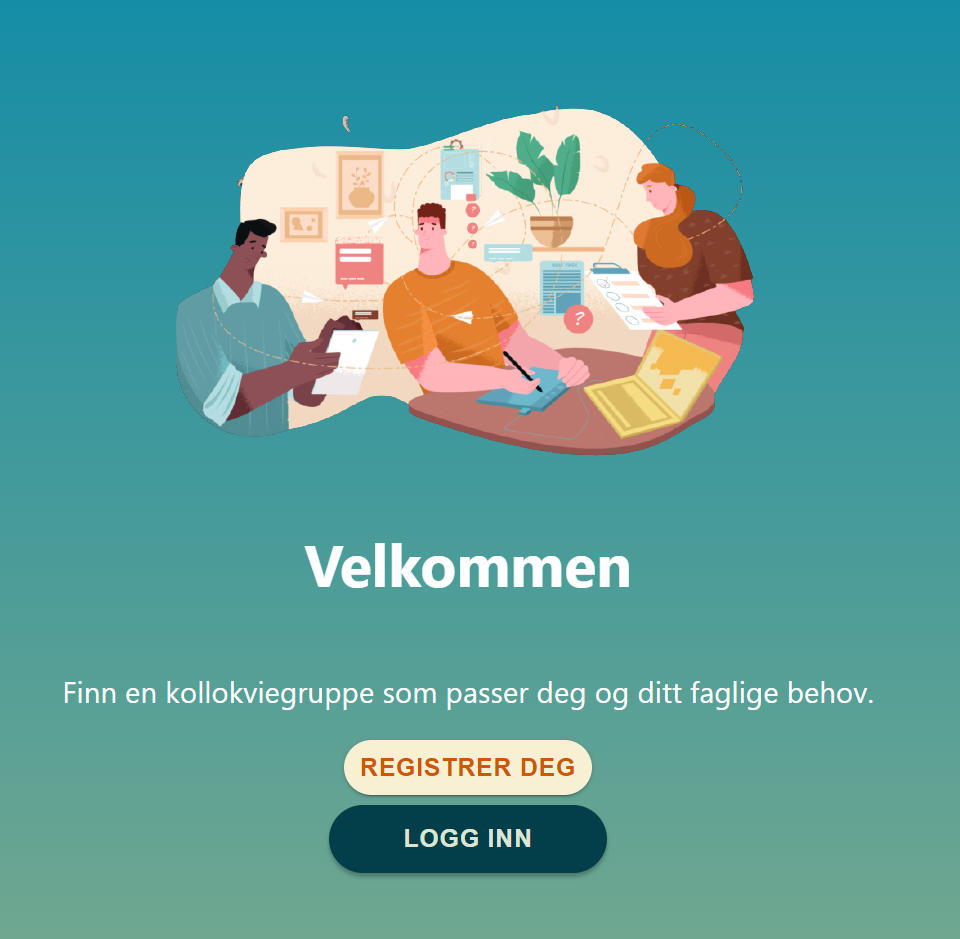 ?
?
?
?
Velkommen
Finn en kollokviegruppe som passer deg og ditt faglige behov.
REGISTRER DEG
LOGG INN